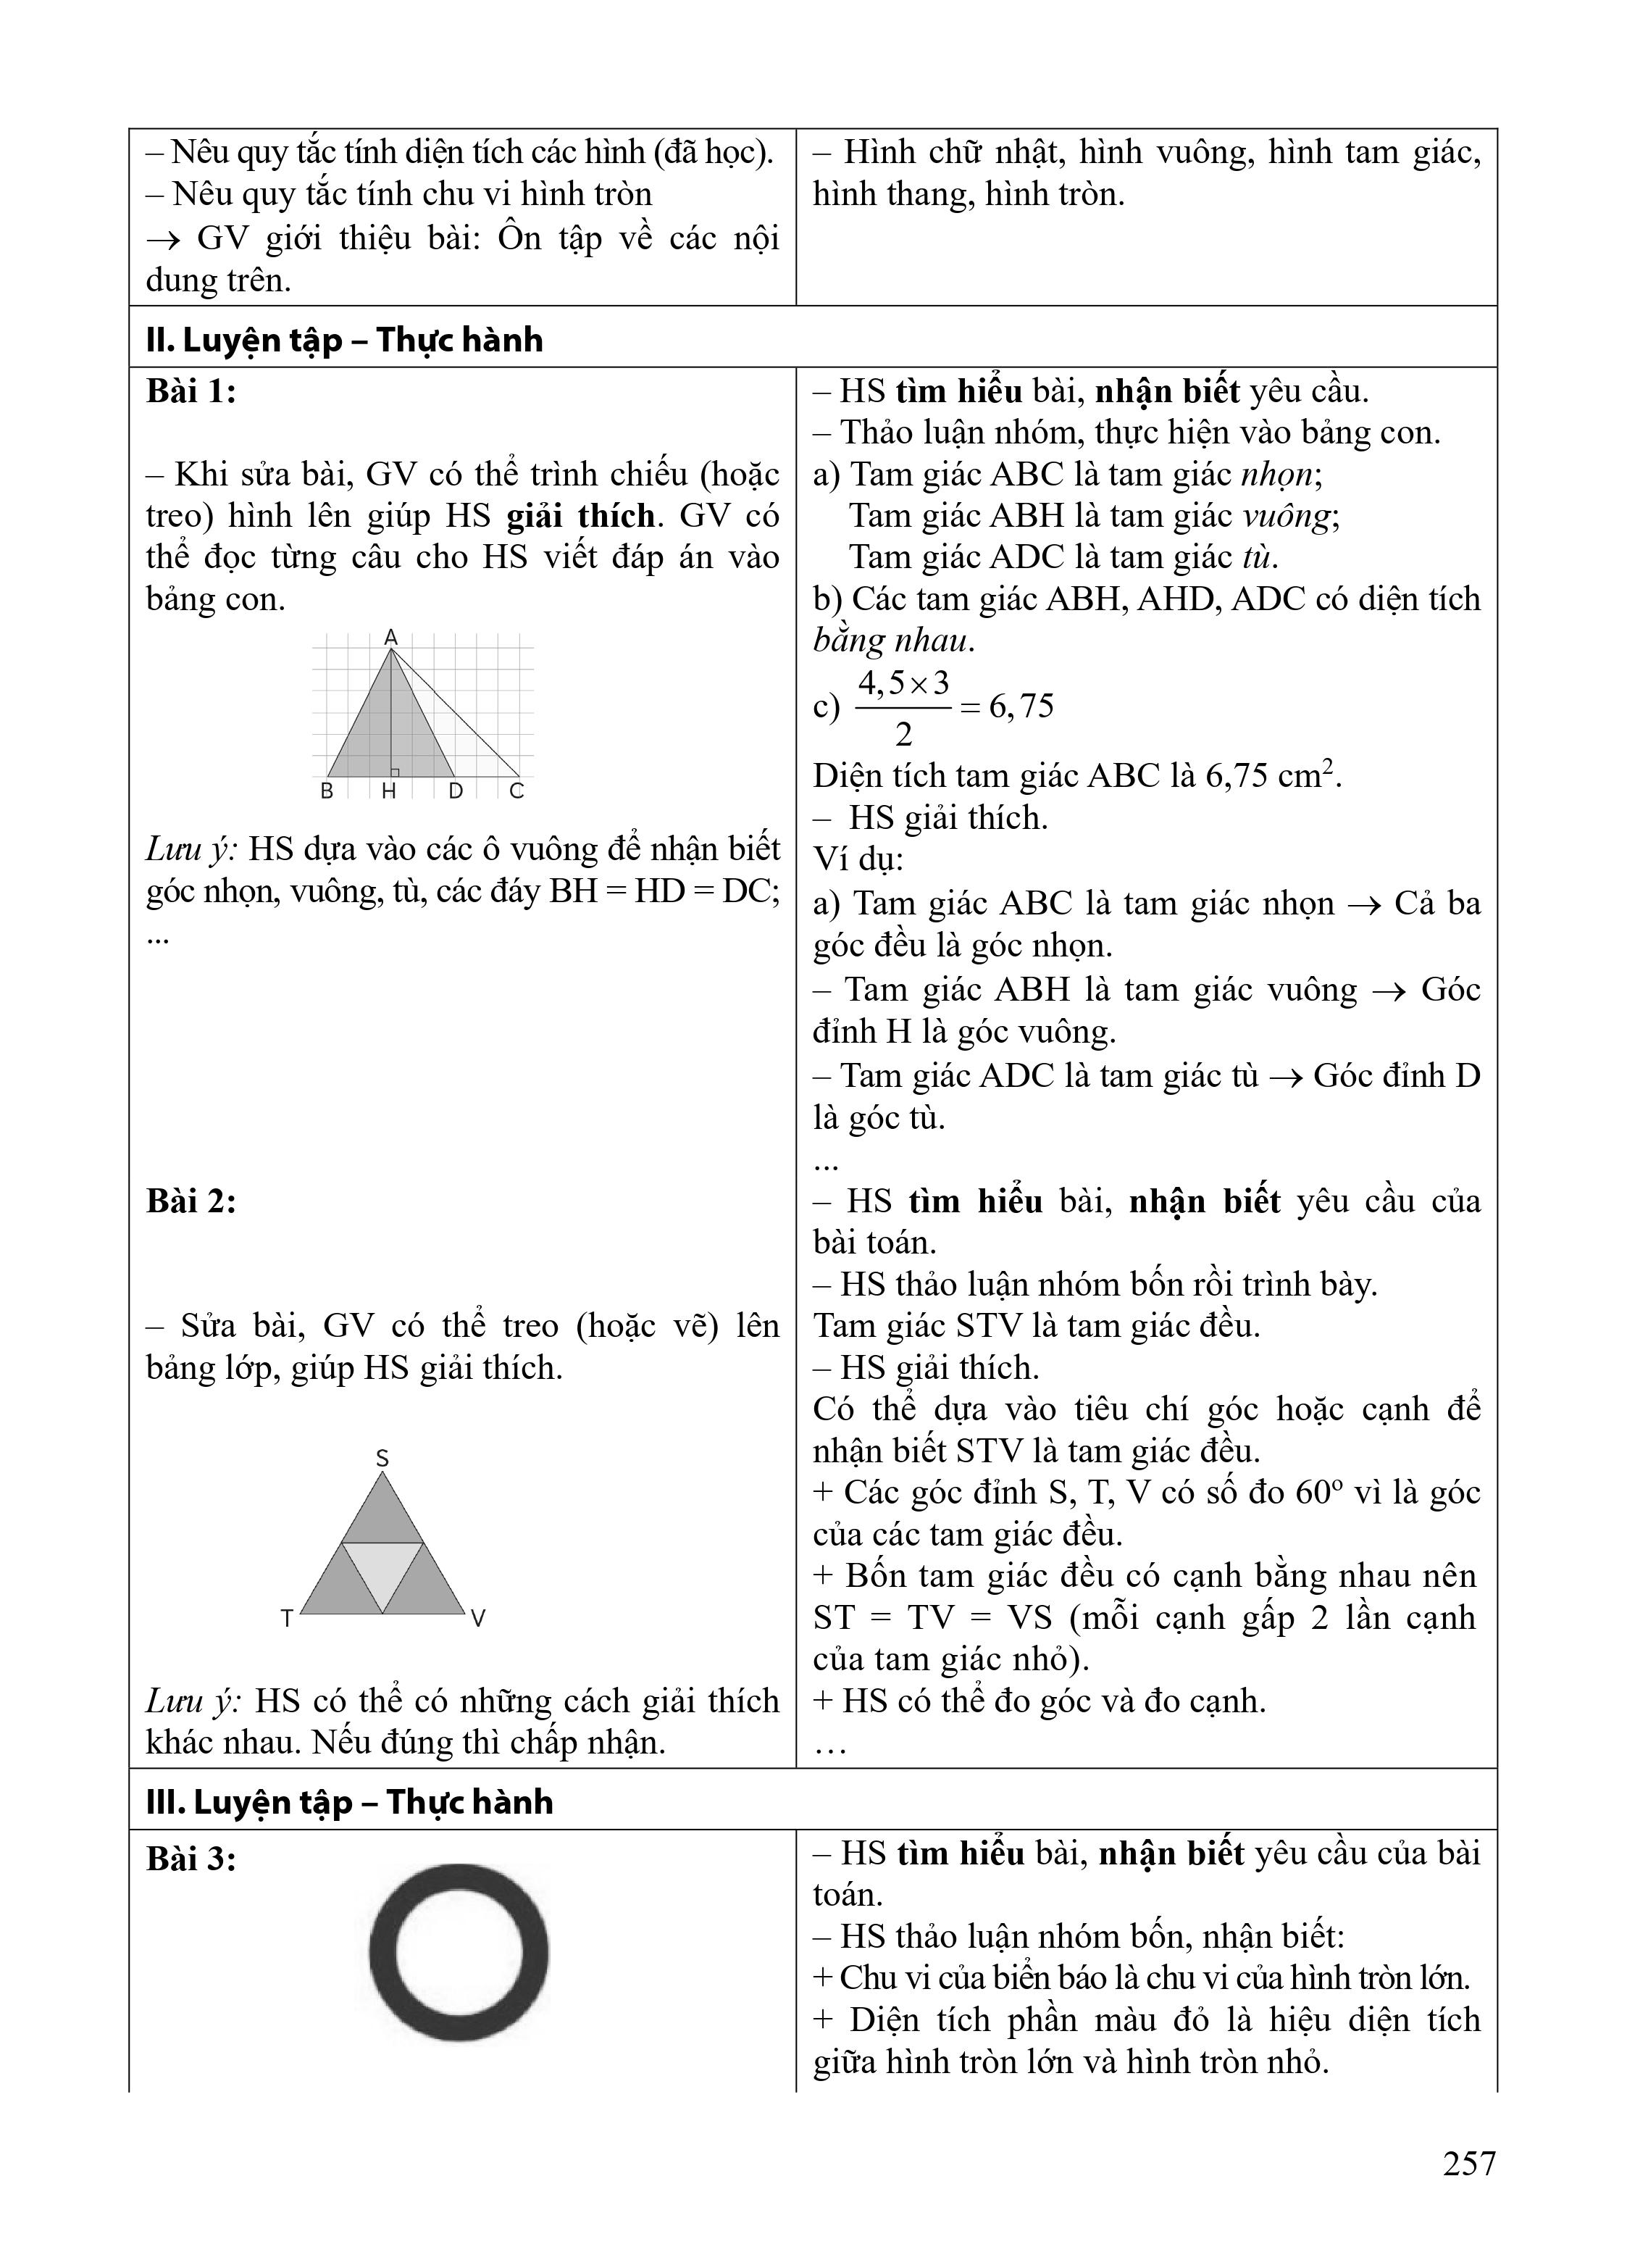 – Nêu quy tắc tính diện tích các hình (đã học).
– Nêu quy tắc tính chu vi hình tròn
→ GV giới thiệu bài: Ôn tập về các nội
dung trên.
– Hình chữ nhật, hình vuông, hình tam giác,
hình thang, hình tròn.
II. Luyện tập – Thực hành
Bài 1:
– Khi sửa bài, GV có thể trình chiếu (hoặc
treo) hình lên giúp HS giải thích. GV có
thể đọc từng câu cho HS viết đáp án vào
bảng con.
A
B H D C
Lưu ý: HS dựa vào các ô vuông để nhận biết
góc nhọn, vuông, tù, các đáy BH = HD = DC;
...
– HS tìm hiểu bài, nhận biết yêu cầu.
– Thảo luận nhóm, thực hiện vào bảng con.
a) Tam giác ABC là tam giác nhọn;
Tam giác ABH là tam giác vuông;
Tam giác ADC là tam giác tù.
b) Các tam giác ABH, AHD, ADC có diện tích
bằng nhau.
c) 4,5×3/2 = 6,75
Diện tích tam giác ABC là 6,75 cm².
– HS giải thích.
Ví dụ:
a) Tam giác ABC là tam giác nhọn → Cả ba
góc đều là góc nhọn.
– Tam giác ABH là tam giác vuông → Góc
đỉnh H là góc vuông.
– Tam giác ADC là tam giác tù → Góc đỉnh D
là góc tù.
...
Bài 2:
– Sửa bài, GV có thể treo (hoặc vẽ) lên
bảng lớp, giúp HS giải thích.
S
T V
Lưu ý: HS có thể có những cách giải thích
khác nhau. Nếu đúng thì chấp nhận.
– HS tìm hiểu bài, nhận biết yêu cầu của
bài toán.
– HS thảo luận nhóm bốn rồi trình bày.
Tam giác STV là tam giác đều.
– HS giải thích.
Có thể dựa vào tiêu chí góc hoặc cạnh để
nhận biết STV là tam giác đều.
+ Các góc đỉnh S, T, V có số đo 60º vì là góc
của các tam giác đều.
+ Bốn tam giác đều có cạnh bằng nhau nên
ST = TV = VS (mỗi cạnh gấp 2 lần cạnh
của tam giác nhỏ).
+ HS có thể đo góc và đo cạnh.
…
III. Luyện tập – Thực hành
Bài 3:
– HS tìm hiểu bài, nhận biết yêu cầu của bài
toán.
– HS thảo luận nhóm bốn, nhận biết:
+ Chu vi của biển báo là chu vi của hình tròn lớn.
+ Diện tích phần màu đỏ là hiệu diện tích
giữa hình tròn lớn và hình tròn nhỏ.
257